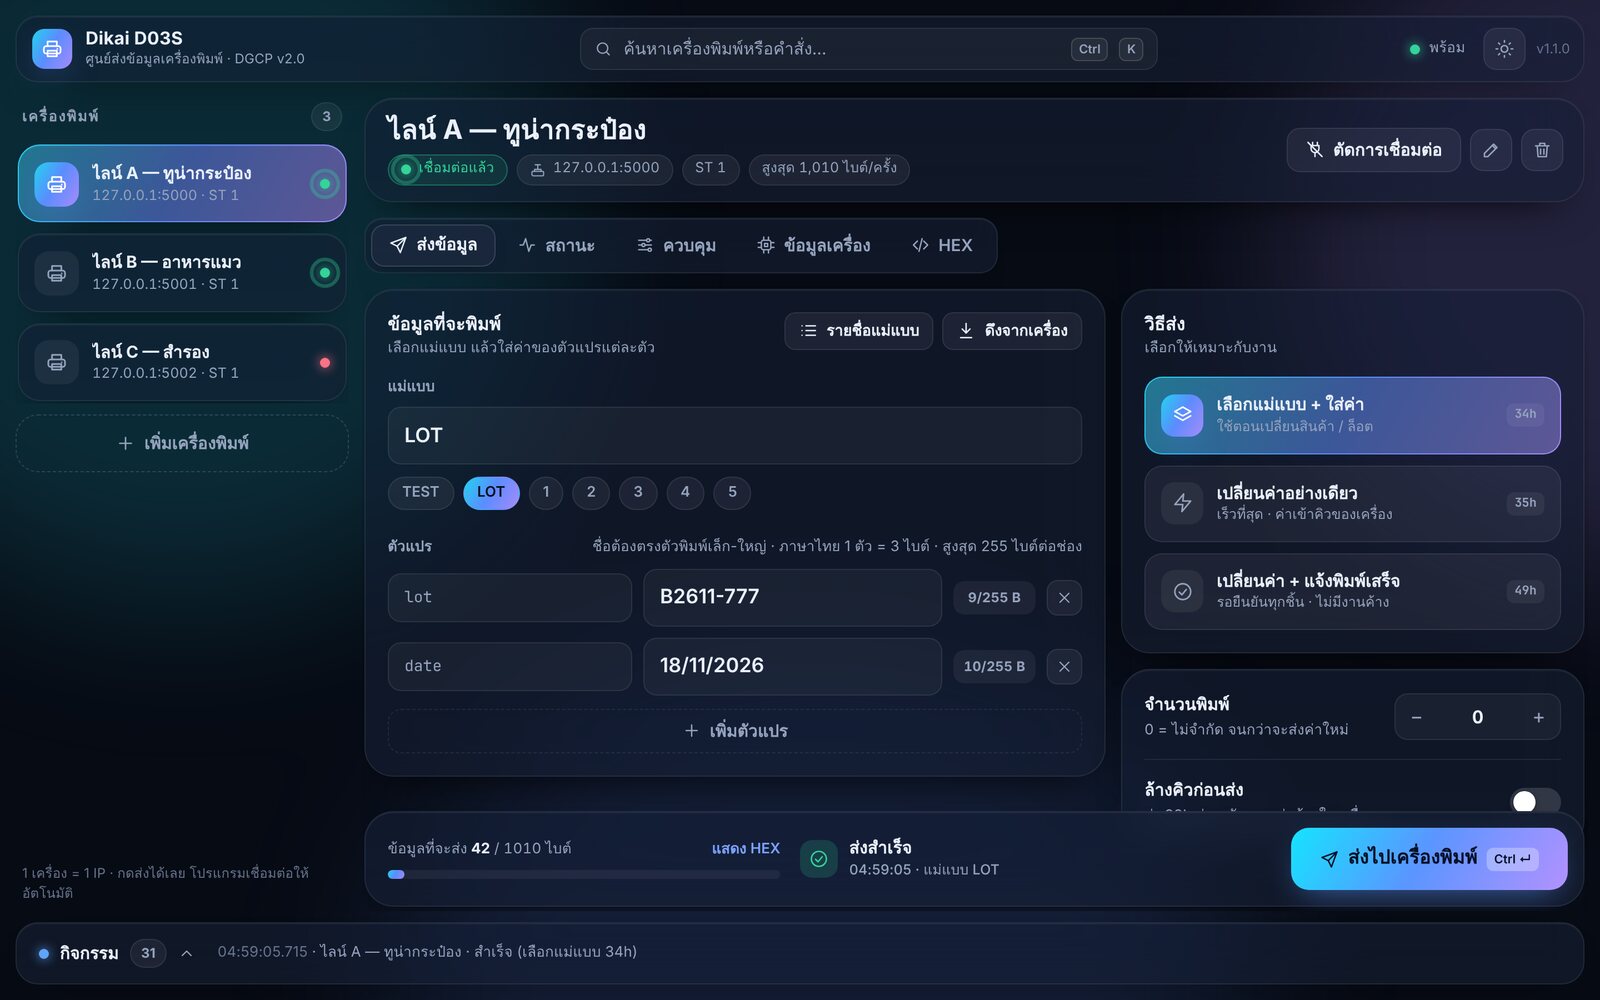 Dikai D03S
ศูนย์ส่งข้อมูลเครื่องพิมพ์ · DGCP v2.0
ค้นหาเครื่องพิมพ์หรือคำสั่ง...
Ctrl
K
พร้อม
v1.1.0
เครื่องพิมพ์
3
ไลน์ A — ทูน่ากระป๋อง
127.0.0.1:5000 · ST 1
ไลน์ B — อาหารแมว
127.0.0.1:5001 · ST 1
ไลน์ C — สำรอง
127.0.0.1:5002 · ST 1
เพิ่มเครื่องพิมพ์
1 เครื่อง = 1 IP · กดส่งได้เลย โปรแกรมเชื่อมต่อให้
อัตโนมัติ
ไลน์ A — ทูน่ากระป๋อง
เชื่อมต่อแล้ว
127.0.0.1:5000
ST 1
สูงสุด 1,010 ไบต์/ครั้ง
ตัดการเชื่อมต่อ
ส่งข้อมูล
สถานะ
ควบคุม
ข้อมูลเครื่อง
HEX
ข้อมูลที่จะพิมพ์
เลือกแม่แบบ แล้วใส่ค่าของตัวแปรแต่ละตัว
รายชื่อแม่แบบ
ดึงจากเครื่อง
แม่แบบ
LOT
TEST
LOT
1
2
3
4
5
ตัวแปร
ชื่อต้องตรงตัวพิมพ์เล็ก-ใหญ่ · ภาษาไทย 1 ตัว = 3 ไบต์ · สูงสุด 255 ไบต์ต่อช่อง
lot
B2611-777
9/255 B
date
18/11/2026
10/255 B
เพิ่มตัวแปร
วิธีส่ง
เลือกให้เหมาะกับงาน
เลือกแม่แบบ + ใส่ค่า
ใช้ตอนเปลี่ยนสินค้า / ล็อต
34h
เปลี่ยนค่าอย่างเดียว
เร็วที่สุด · ค่าเข้าคิวของเครื่อง
35h
เปลี่ยนค่า + แจ้งพิมพ์เสร็จ
รอยืนยันทุกชิ้น · ไม่มีงานค้าง
49h
จำนวนพิมพ์
0 = ไม่จำกัด จนกว่าจะส่งค่าใหม่
−
0
+
ล้างคิวก่อนส่ง
ข้อมูลที่จะส่ง 42 / 1010 ไบต์
แสดง HEX
ส่งสำเร็จ
04:59:05 · แม่แบบ LOT
ส่งไปเครื่องพิมพ์
Ctrl ↵
กิจกรรม
31
04:59:05.715 · ไลน์ A — ทูน่ากระป๋อง · สำเร็จ (เลือกแม่แบบ 34h)